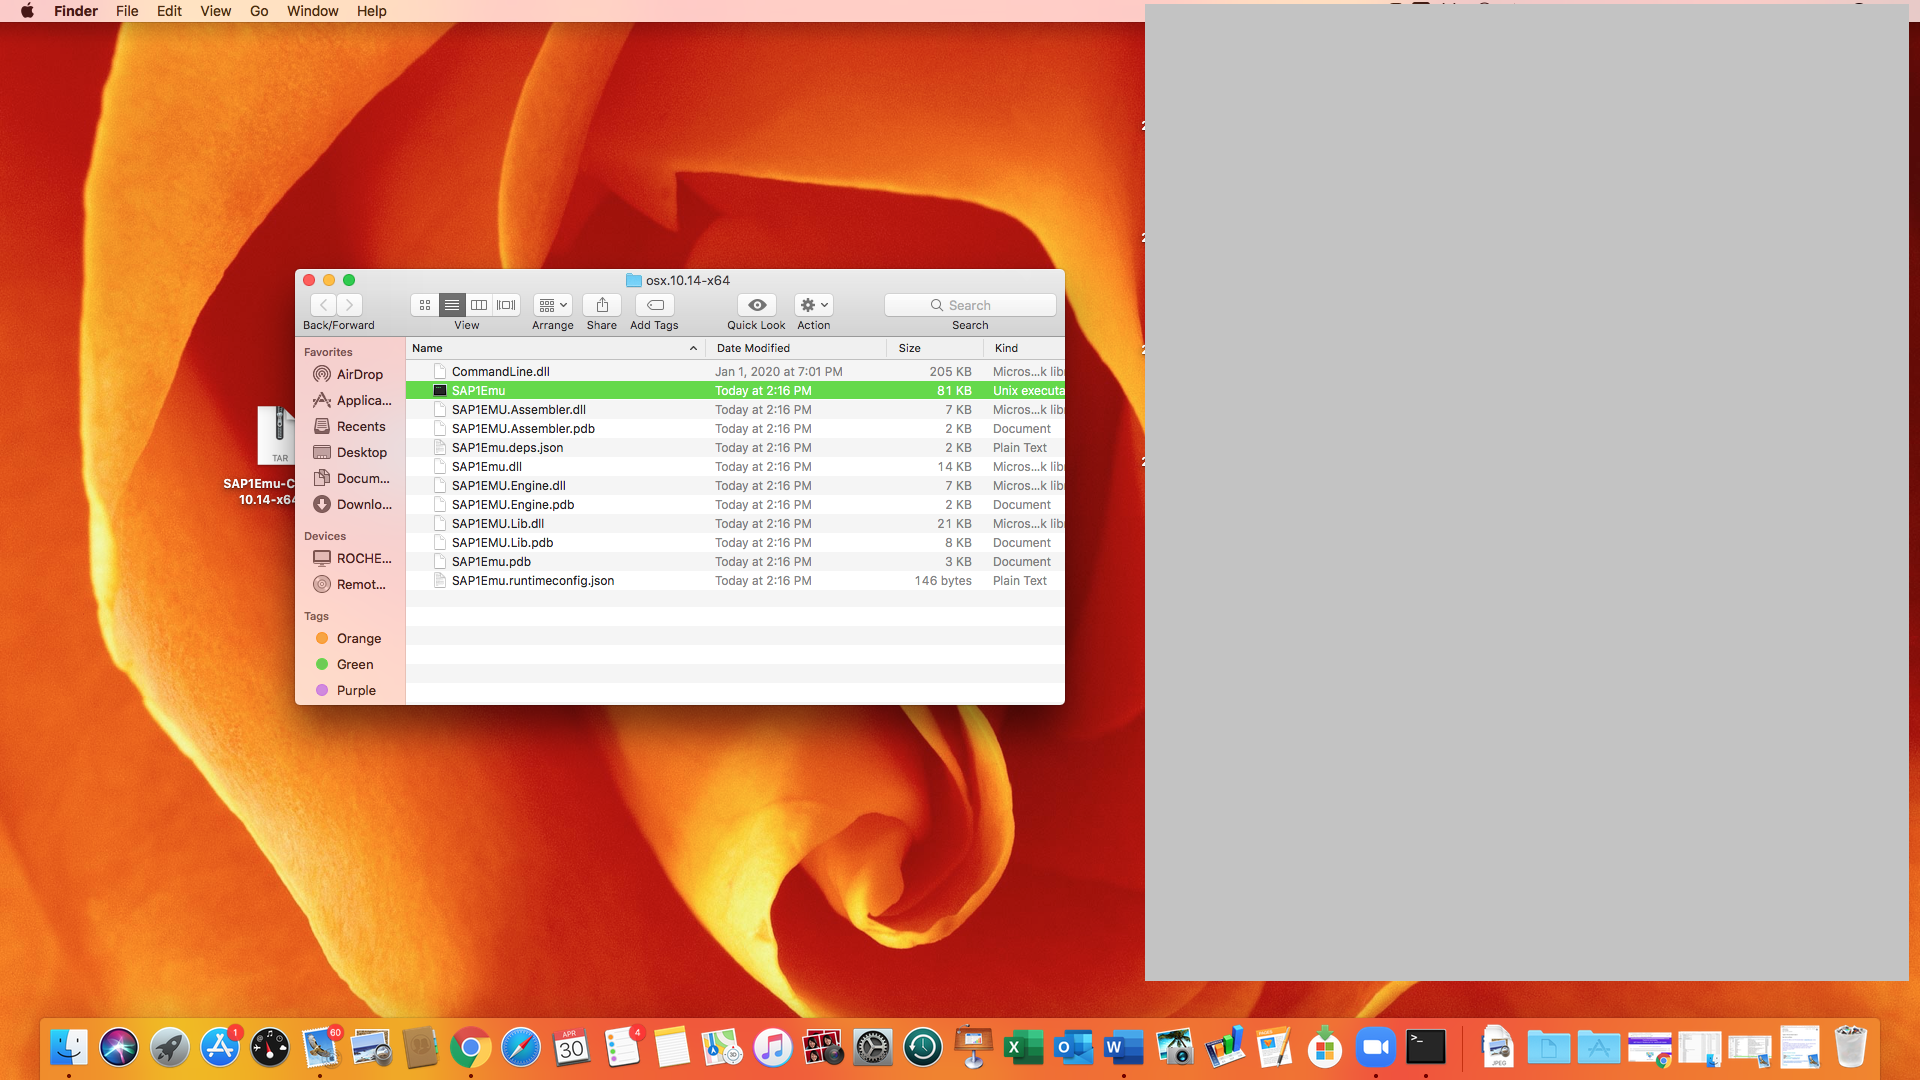 Finder File Edit View Go Window Help
osx.10.14-x64
Search
Back/Forward View Arrange Share Add Tags Quick Look Action Search
Favorites
AirDrop
Applica...
Recents
Desktop
Docum...
Downlo...
Devices
ROCHE...
Remot...
Tags
Orange
Green
Purple
Name Date Modified Size Kind
CommandLine.dll Jan 1, 2020 at 7:01 PM 205 KB Micros...k lib
SAP1Emu Today at 2:16 PM 81 KB Unix executa
SAP1EMU.Assembler.dll Today at 2:16 PM 7 KB Micros...k lib
SAP1EMU.Assembler.pdb Today at 2:16 PM 2 KB Document
SAP1Emu.deps.json Today at 2:16 PM 2 KB Plain Text
SAP1Emu.dll Today at 2:16 PM 14 KB Micros...k lib
SAP1EMU.Engine.dll Today at 2:16 PM 7 KB Micros...k lib
SAP1EMU.Engine.pdb Today at 2:16 PM 2 KB Document
SAP1EMU.Lib.dll Today at 2:16 PM 21 KB Micros...k lib
SAP1EMU.Lib.pdb Today at 2:16 PM 8 KB Document
SAP1Emu.pdb Today at 2:16 PM 3 KB Document
SAP1Emu.runtimeconfig.json Today at 2:16 PM 146 bytes Plain Text
TAR
SAP1Emu-C
10.14-x64
1
60
APR
30
4
JPEG